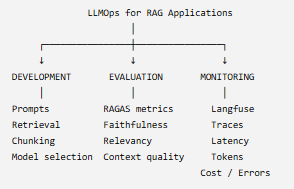 LLMOps for RAG Applications
DEVELOPMENT EVALUATION MONITORING
Prompts RAGAS metrics Langfuse
Retrieval Faithfulness Traces
Chunking Relevancy Latency
Model selection Context quality Tokens
Cost / Errors